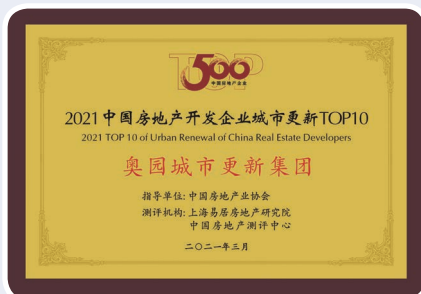 TOP
500
中国房地产企业
2021中国房地产开发企业城市更新TOP10
2021 TOP 10 of Urban Renewal of China Real Estate Developers
奥园城市更新集团
指导单位:中国房地产业协会
测评机构:上海易居房地产研究院
中国房地产测评中心
二〇二一年三月